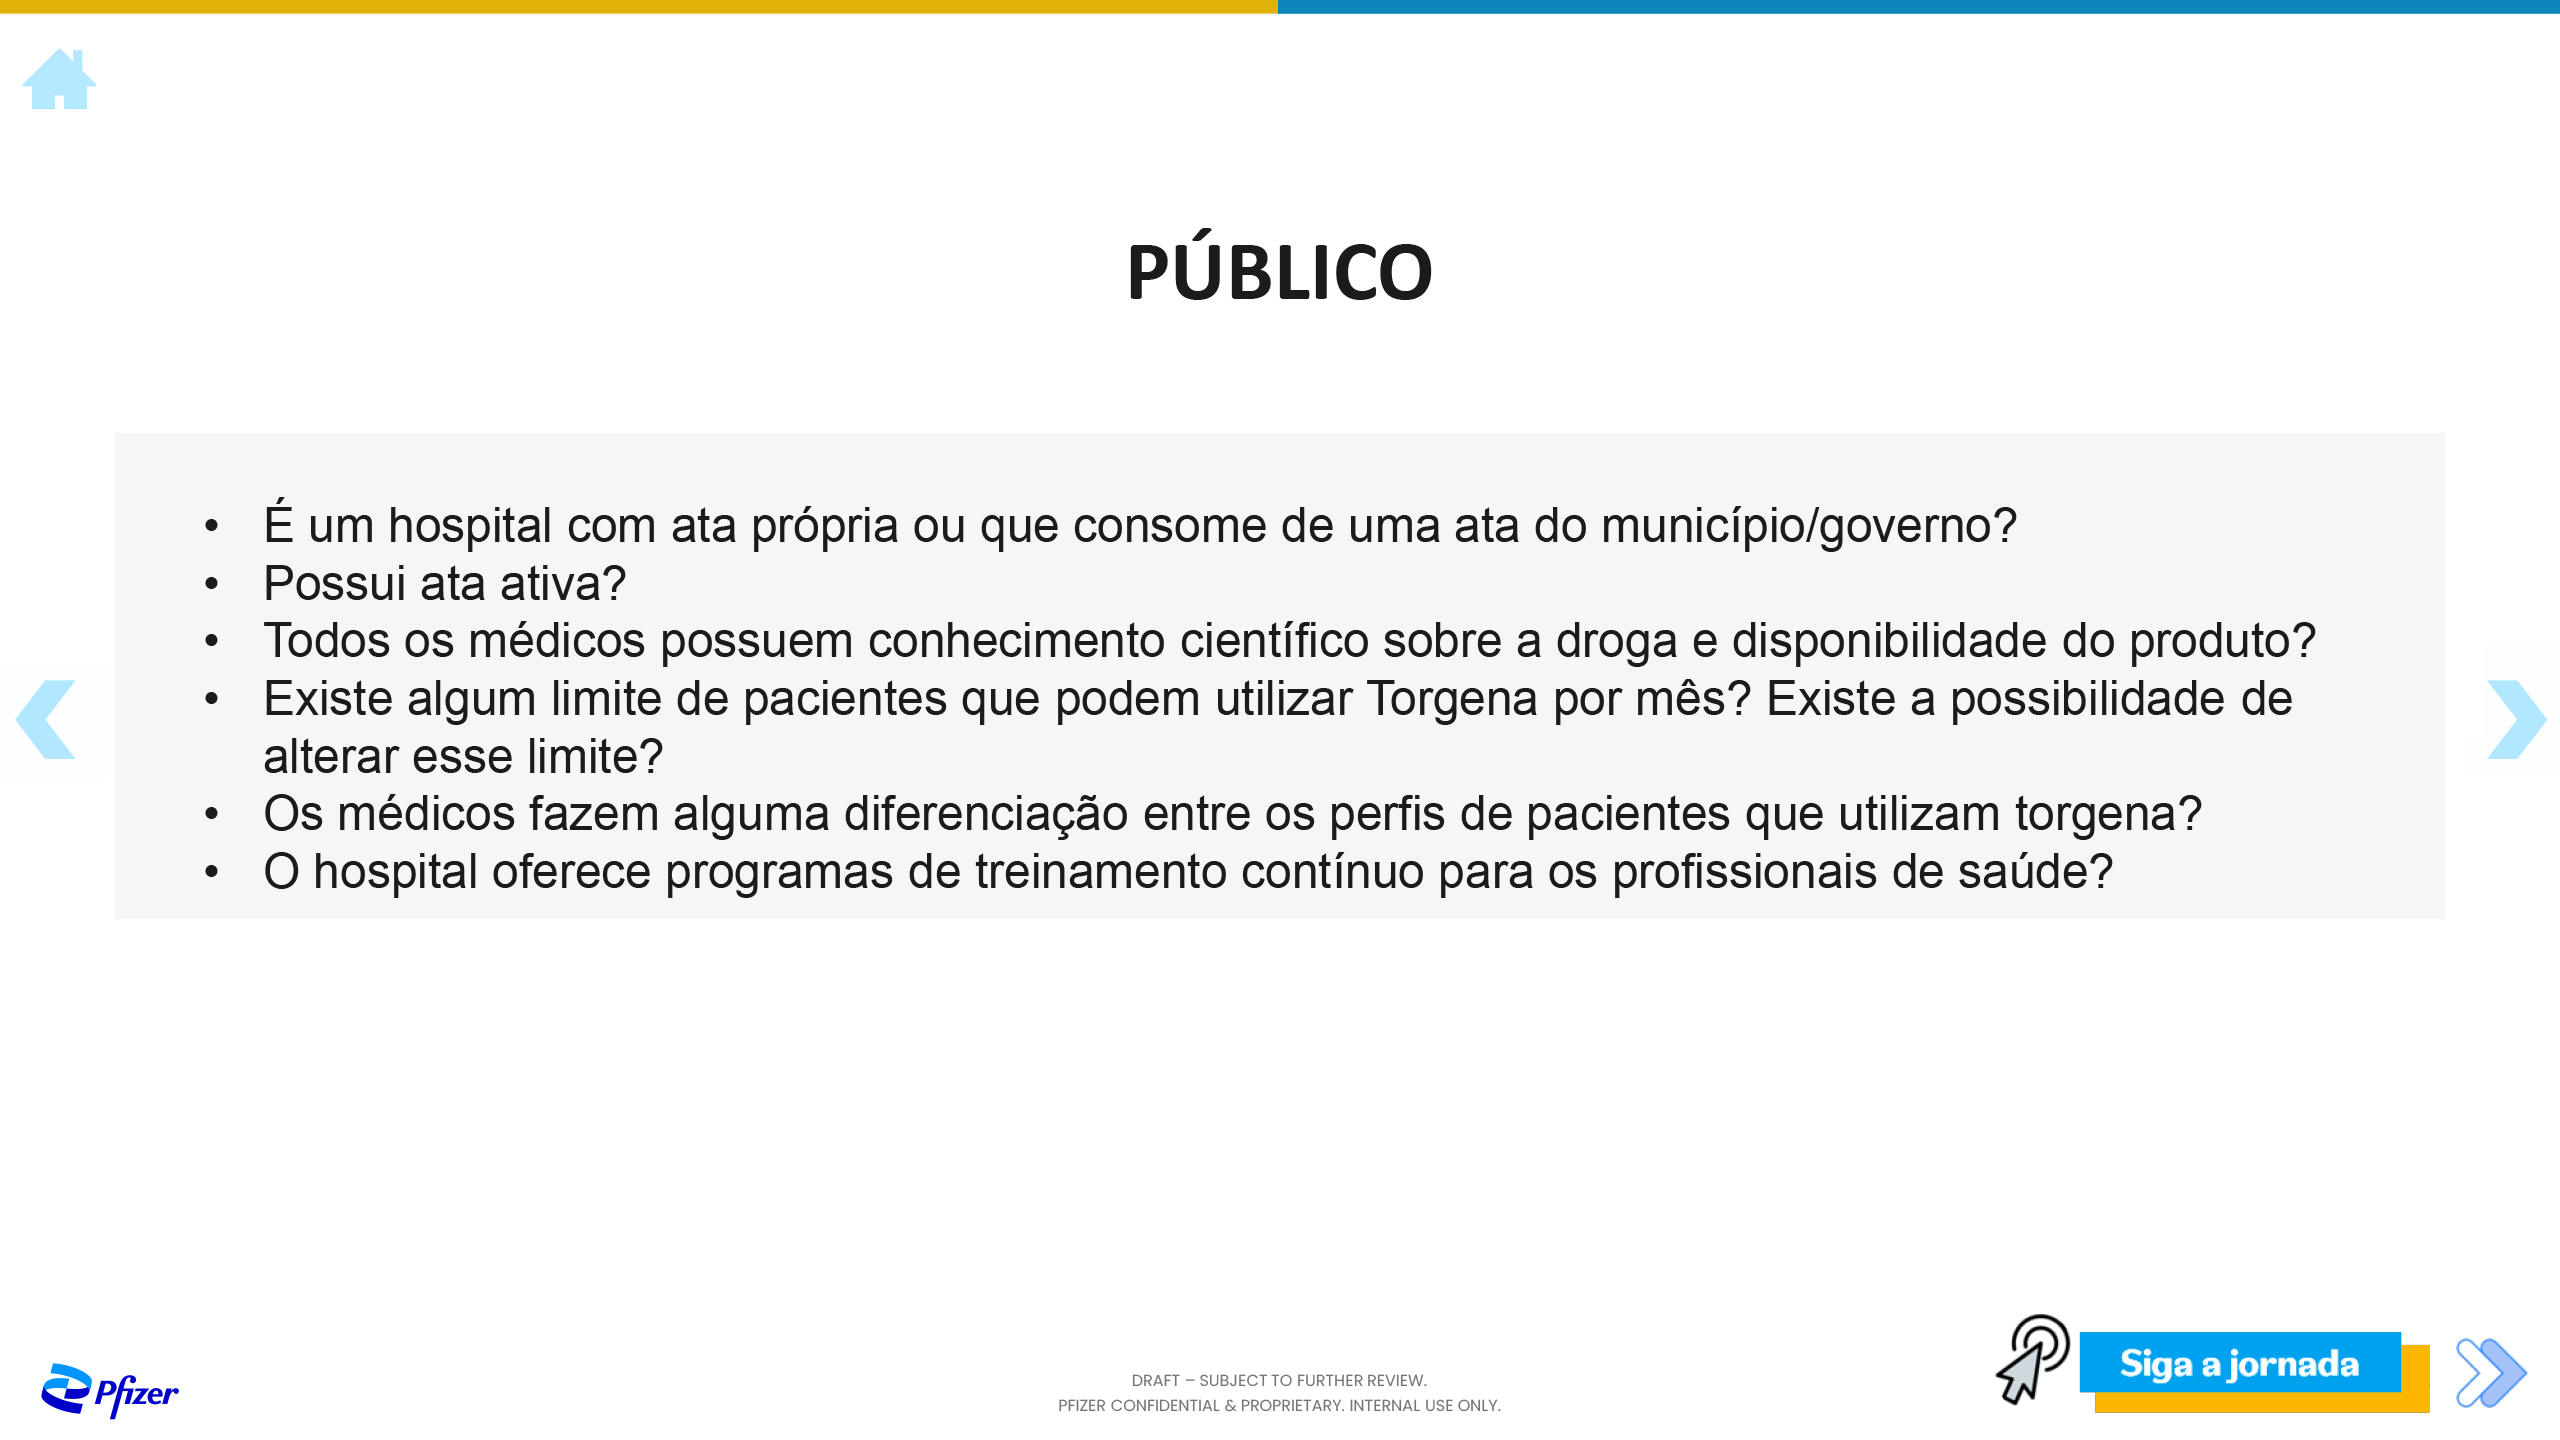 PÚBLICO
• É um hospital com ata própria ou que consome de uma ata do município/governo?
• Possui ata ativa?
• Todos os médicos possuem conhecimento científico sobre a droga e disponibilidade do produto?
• Existe algum limite de pacientes que podem utilizar Torgena por mês? Existe a possibilidade de
alterar esse limite?
• Os médicos fazem alguma diferenciação entre os perfis de pacientes que utilizam torgena?
• O hospital oferece programas de treinamento contínuo para os profissionais de saúde?
Siga a jornada
Pfizer
DRAFT – SUBJECT TO FURTHER REVIEW.
PFIZER CONFIDENTIAL & PROPRIETARY. INTERNAL USE ONLY.